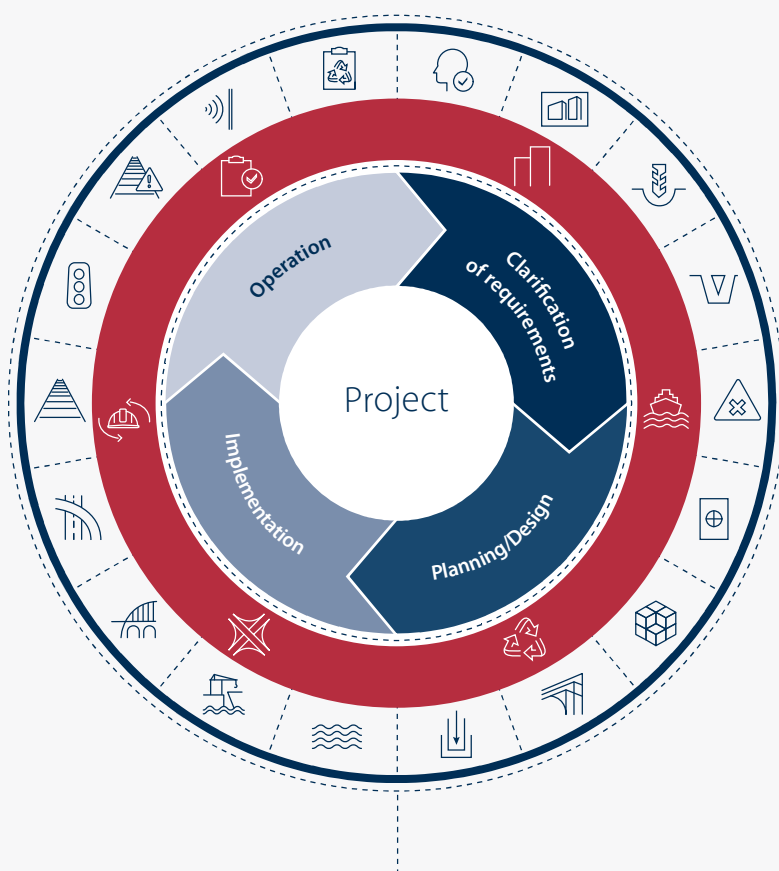 Operation
Clarification
of requirements
Project
Implementation
Planning/Design